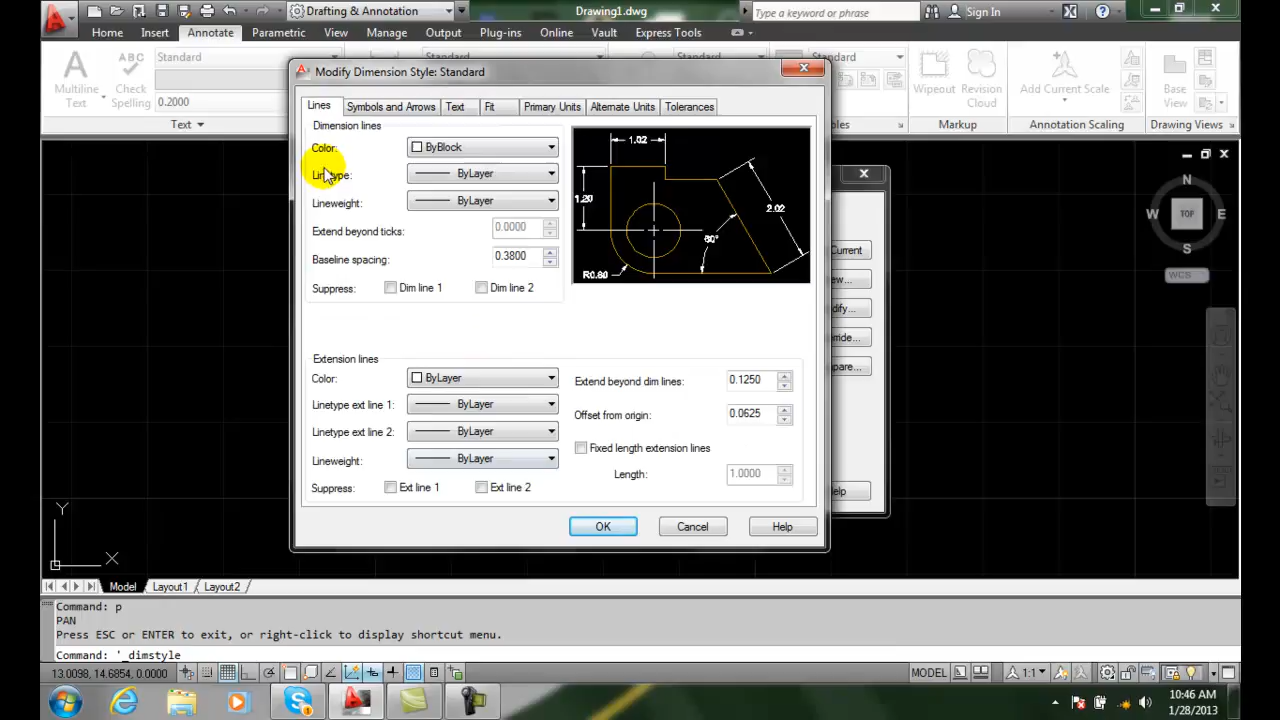 Drafting & Annotation
Drawing1.dwg
Type a keyword or phrase
Sign In
Home Insert Annotate Parametric View Manage Output Plug-ins Online Vault Express Tools
Multiline Text
Check Spelling
Standard
0.2000
Text
Wipeout
Revision Cloud
Add Current Scale
Base View
Markup
Annotation Scaling
Drawing Views
Modify Dimension Style: Standard
Lines Symbols and Arrows Text Fit Primary Units Alternate Units Tolerances
Dimension lines
Color: ByBlock
Linetype: ByLayer
Lineweight: ByLayer
Extend beyond ticks: 0.0000
Baseline spacing: 0.3800
Suppress: Dim line 1 Dim line 2
1.02
1.20
2.02
60°
R0.80
Extension lines
Color: ByLayer
Linetype ext line 1: ByLayer
Linetype ext line 2: ByLayer
Lineweight: ByLayer
Suppress: Ext line 1 Ext line 2
Extend beyond dim lines: 0.1250
Offset from origin: 0.0625
Fixed length extension lines
Length: 1.0000
OK Cancel Help
Current
N
W TOP E
S
WCS
Y
X
Model Layout1 Layout2
Command: p
PAN
Press ESC or ENTER to exit, or right-click to display shortcut menu.
Command: '_dimstyle
13.0098, 14.6854, 0.0000
MODEL
1:1
10:46 AM
1/28/2013